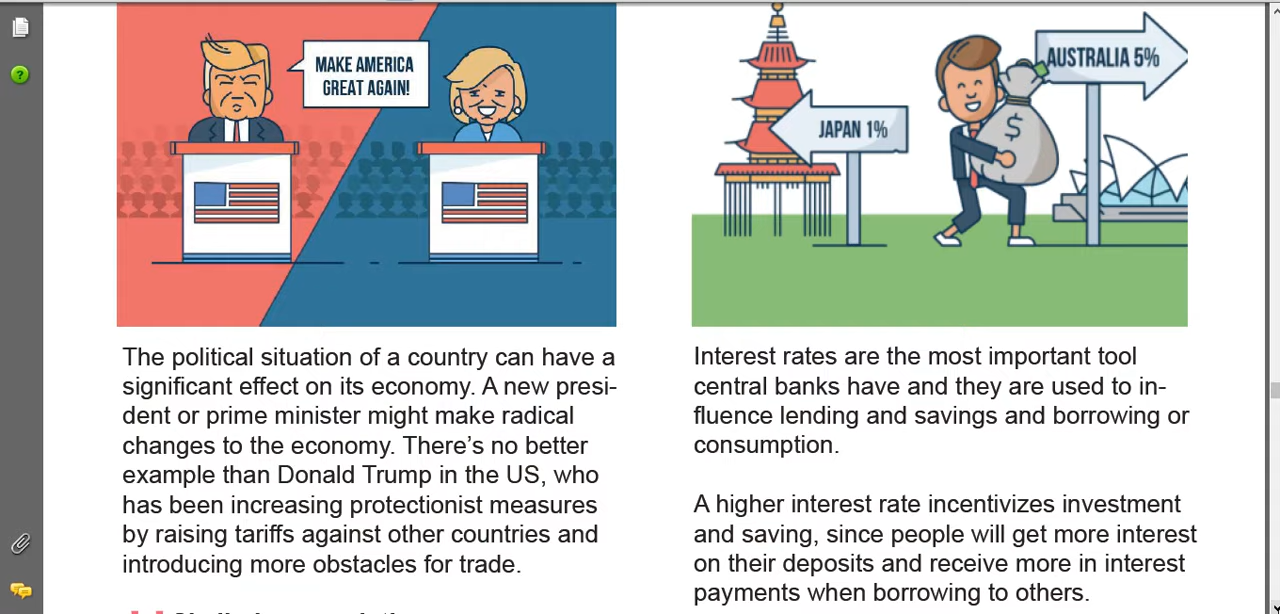 MAKE AMERICA
GREAT AGAIN!
The political situation of a country can have a
significant effect on its economy. A new presi-
dent or prime minister might make radical
changes to the economy. There's no better
example than Donald Trump in the US, who
has been increasing protectionist measures
by raising tariffs against other countries and
introducing more obstacles for trade.
JAPAN 1%
AUSTRALIA 5%
$
Interest rates are the most important tool
central banks have and they are used to in-
fluence lending and savings and borrowing or
consumption.
A higher interest rate incentivizes investment
and saving, since people will get more interest
on their deposits and receive more in interest
payments when borrowing to others.